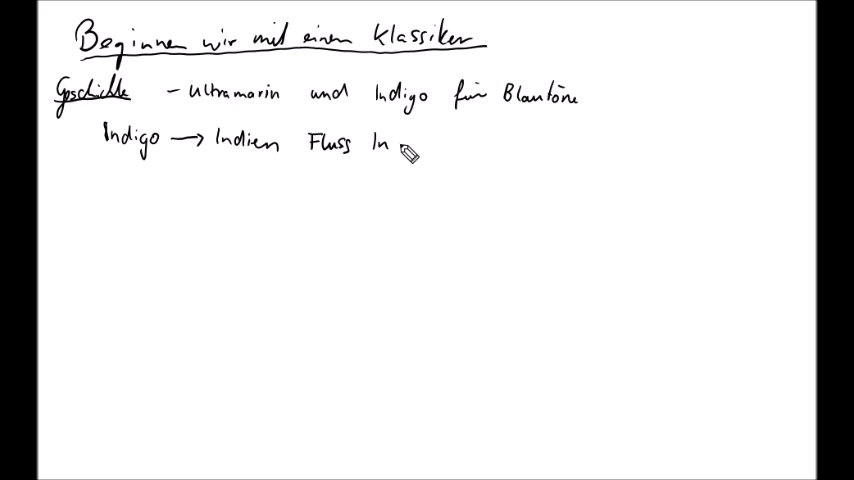 Beginnen wir mit einem Klassiker
Geschichte - Ultramarin und Indigo für Blautöne
Indigo → Indien Fluss In